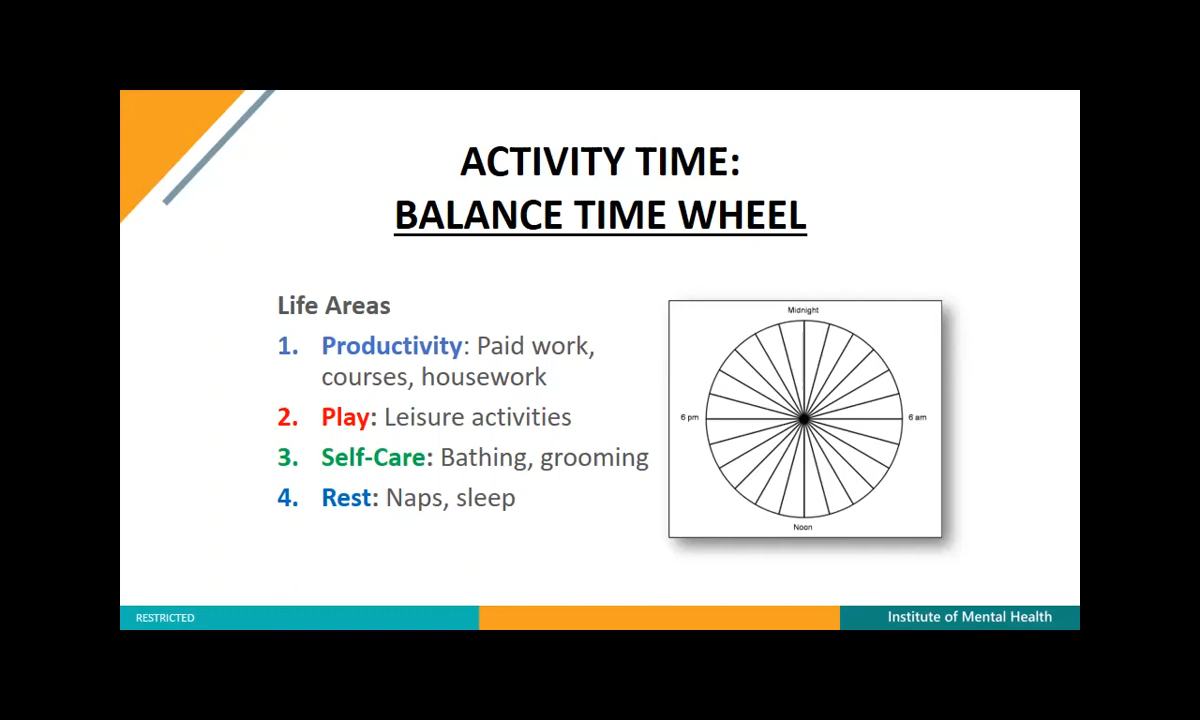 ACTIVITY TIME:
BALANCE TIME WHEEL
Life Areas
1. Productivity: Paid work,
courses, housework
2. Play: Leisure activities
3. Self-Care: Bathing, grooming
4. Rest: Naps, sleep
Midnight
6 pm
6 am
Noon
RESTRICTED
Institute of Mental Health